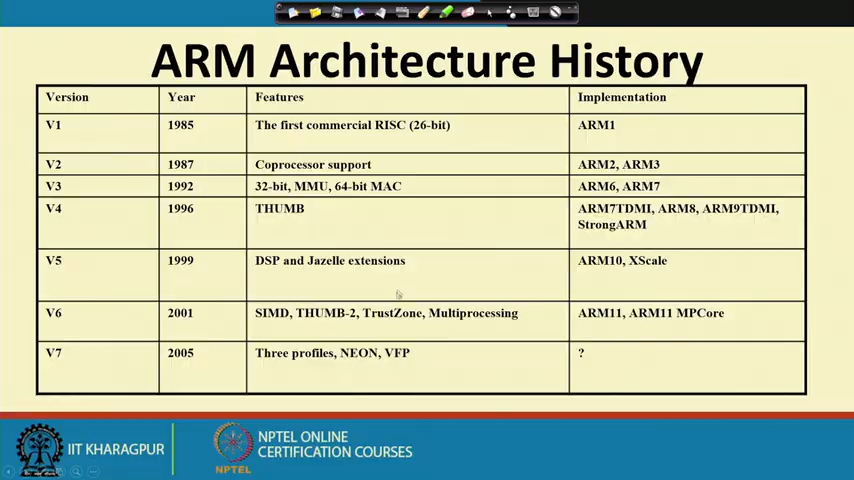 ARM Architecture History
Version Year Features Implementation
V1 1985 The first commercial RISC (26-bit) ARM1
V2 1987 Coprocessor support ARM2, ARM3
V3 1992 32-bit, MMU, 64-bit MAC ARM6, ARM7
V4 1996 THUMB ARM7TDMI, ARM8, ARM9TDMI,
StrongARM
V5 1999 DSP and Jazelle extensions ARM10, XScale
V6 2001 SIMD, THUMB-2, TrustZone, Multiprocessing ARM11, ARM11 MPCore
V7 2005 Three profiles, NEON, VFP ?
IIT KHARAGPUR
NPTEL
NPTEL ONLINE
CERTIFICATION COURSES